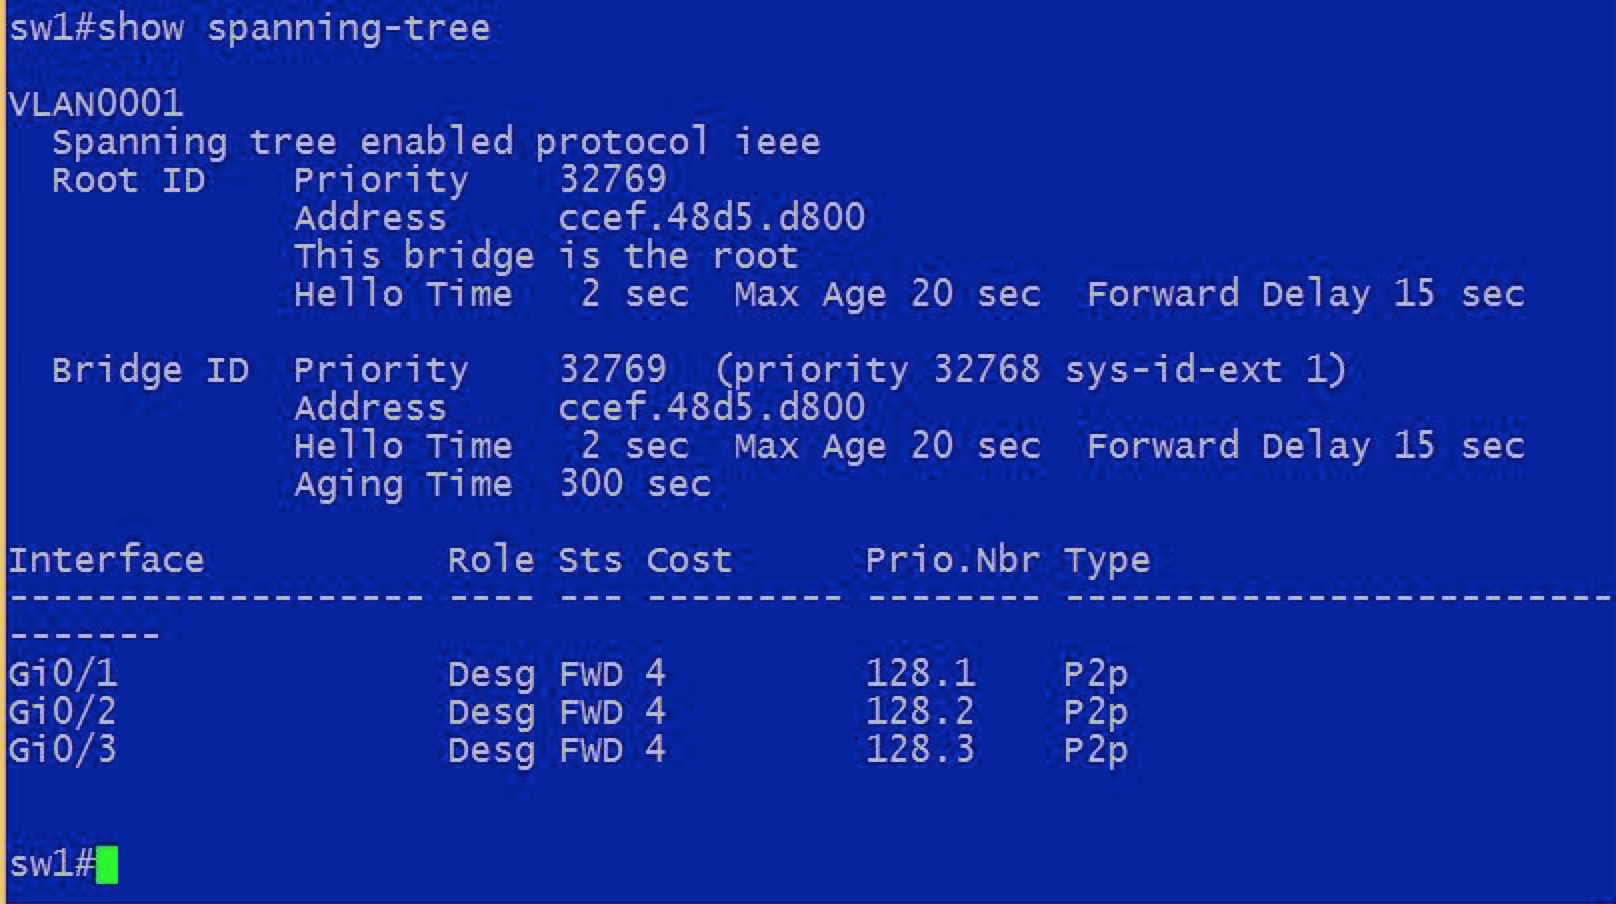 sw1#show spanning-tree
VLAN0001
Spanning tree enabled protocol ieee
Root ID Priority 32769
Address ccef.48d5.d800
This bridge is the root
Hello Time 2 sec Max Age 20 sec Forward Delay 15 sec
Bridge ID Priority 32769 (priority 32768 sys-id-ext 1)
Address ccef.48d5.d800
Hello Time 2 sec Max Age 20 sec Forward Delay 15 sec
Aging Time 300 sec
Interface Role Sts Cost Prio.Nbr Type
------------------- ---- --- --------- -------- -------------------------
-------
Gi0/1 Desg FWD 4 128.1 P2p
Gi0/2 Desg FWD 4 128.2 P2p
Gi0/3 Desg FWD 4 128.3 P2p
sw1#